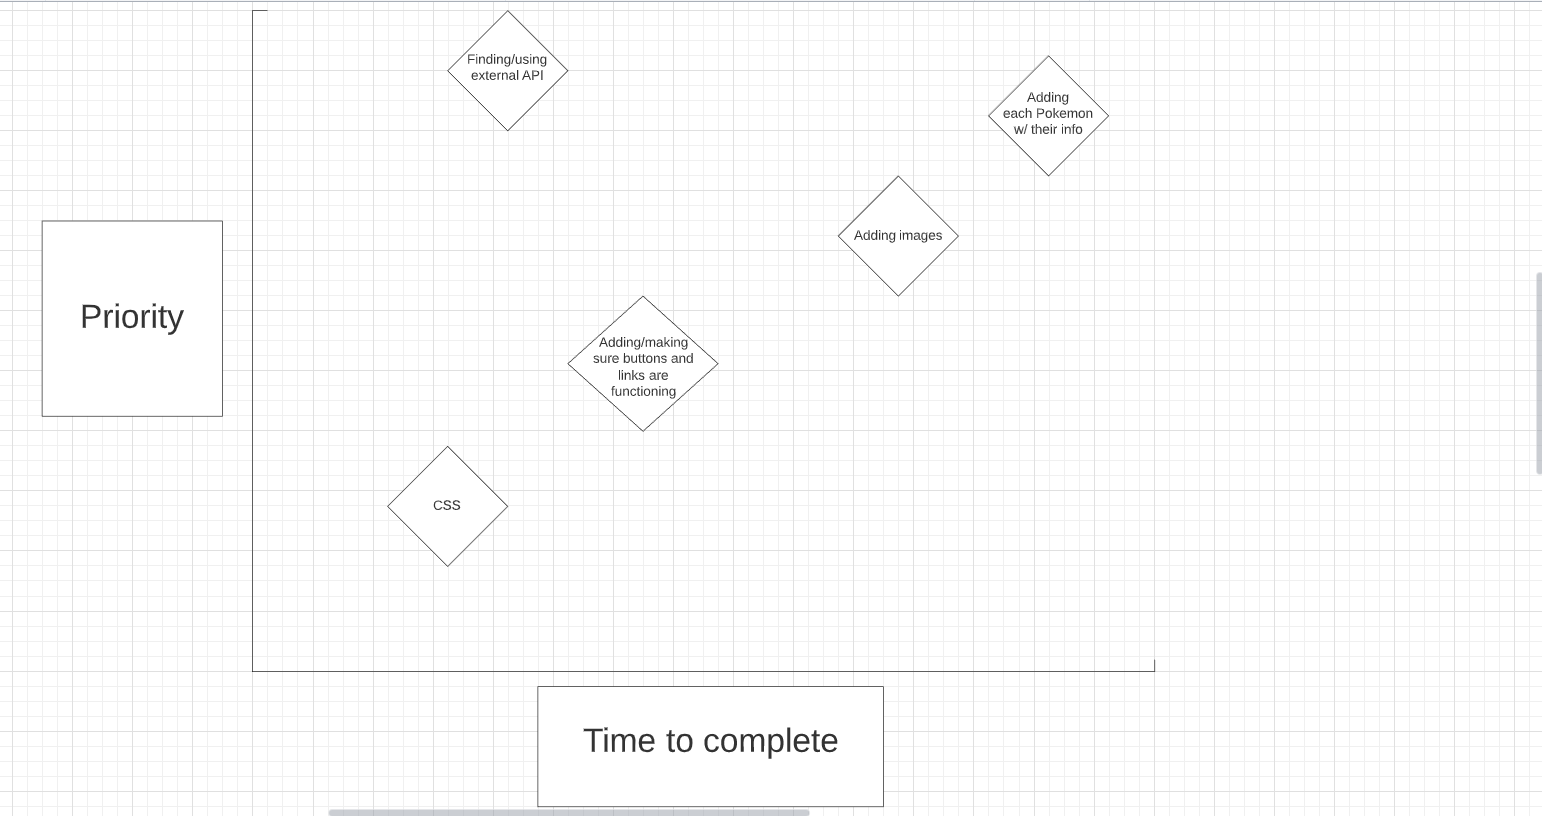 Finding/using
external API
Adding
each Pokemon
w/ their info
Adding images
Priority
Adding/making
sure buttons and
links are
functioning
CSS
Time to complete